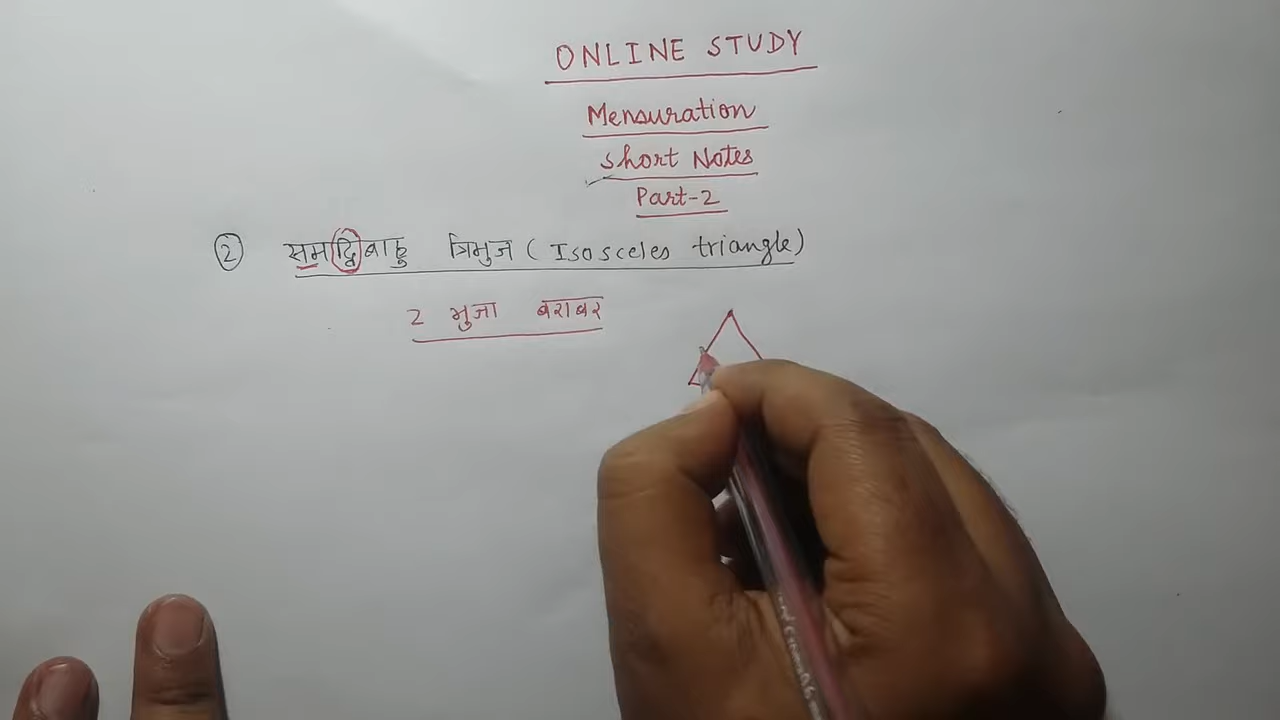 ONLINE STUDY
Mensuration
Short Notes
Part-2
② समद्विबाहु त्रिभुज ( Isosceles triangle)
2 भुजा बराबर